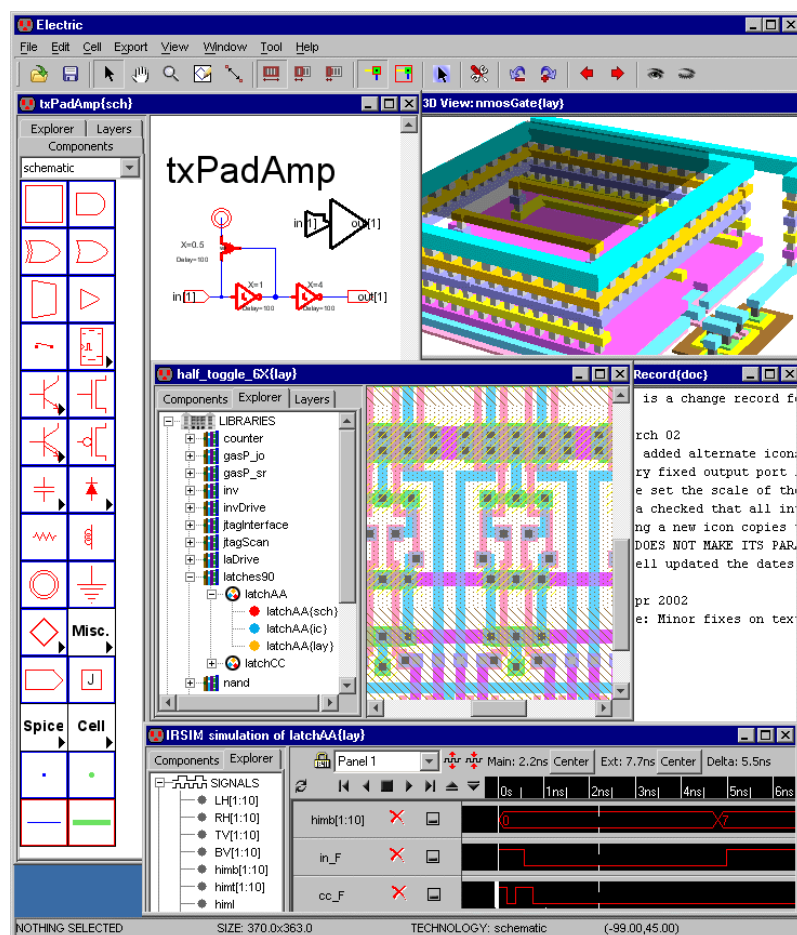 Electric
File Edit Cell Export View Window Tool Help
txPadAmp{sch}
Explorer Layers
Components
schematic
Misc.
J
Spice Cell
txPadAmp
in[1] out[1]
X=0.5
Delay=100
in[1] X=1 X=4 out[1]
Delay=100 Delay=100
3D View: nmosGate{lay}
half_toggle_6X{lay}
Components Explorer Layers
LIBRARIES
counter
gasP_jo
gasP_sr
inv
invDrive
jtagInterface
jtagScan
laDrive
latches90
latchAA
latchAA{sch}
latchAA{ic}
latchAA{lay}
latchCC
nand
Record{doc}
is a change record fo
rch 02
added alternate icon
ry fixed output port
e set the scale of the
a checked that all in
ng a new icon copies
DOES NOT MAKE ITS PAR
ell updated the dates
pr 2002
e: Minor fixes on tex
IRSIM simulation of latchAA{lay}
Components Explorer
SIGNALS
LH[1:10]
RH[1:10]
TV[1:10]
BV[1:10]
himb[1:10]
himt[1:10]
himl
Panel 1 Main: 2.2ns Center Ext: 7.7ns Center Delta: 5.5ns
0s 1ns 2ns 3ns 4ns 5ns 6ns
himb[1:10] 0 7
in_F
cc_F
NOTHING SELECTED SIZE: 370.0x363.0 TECHNOLOGY: schematic (-99.00,45.00)